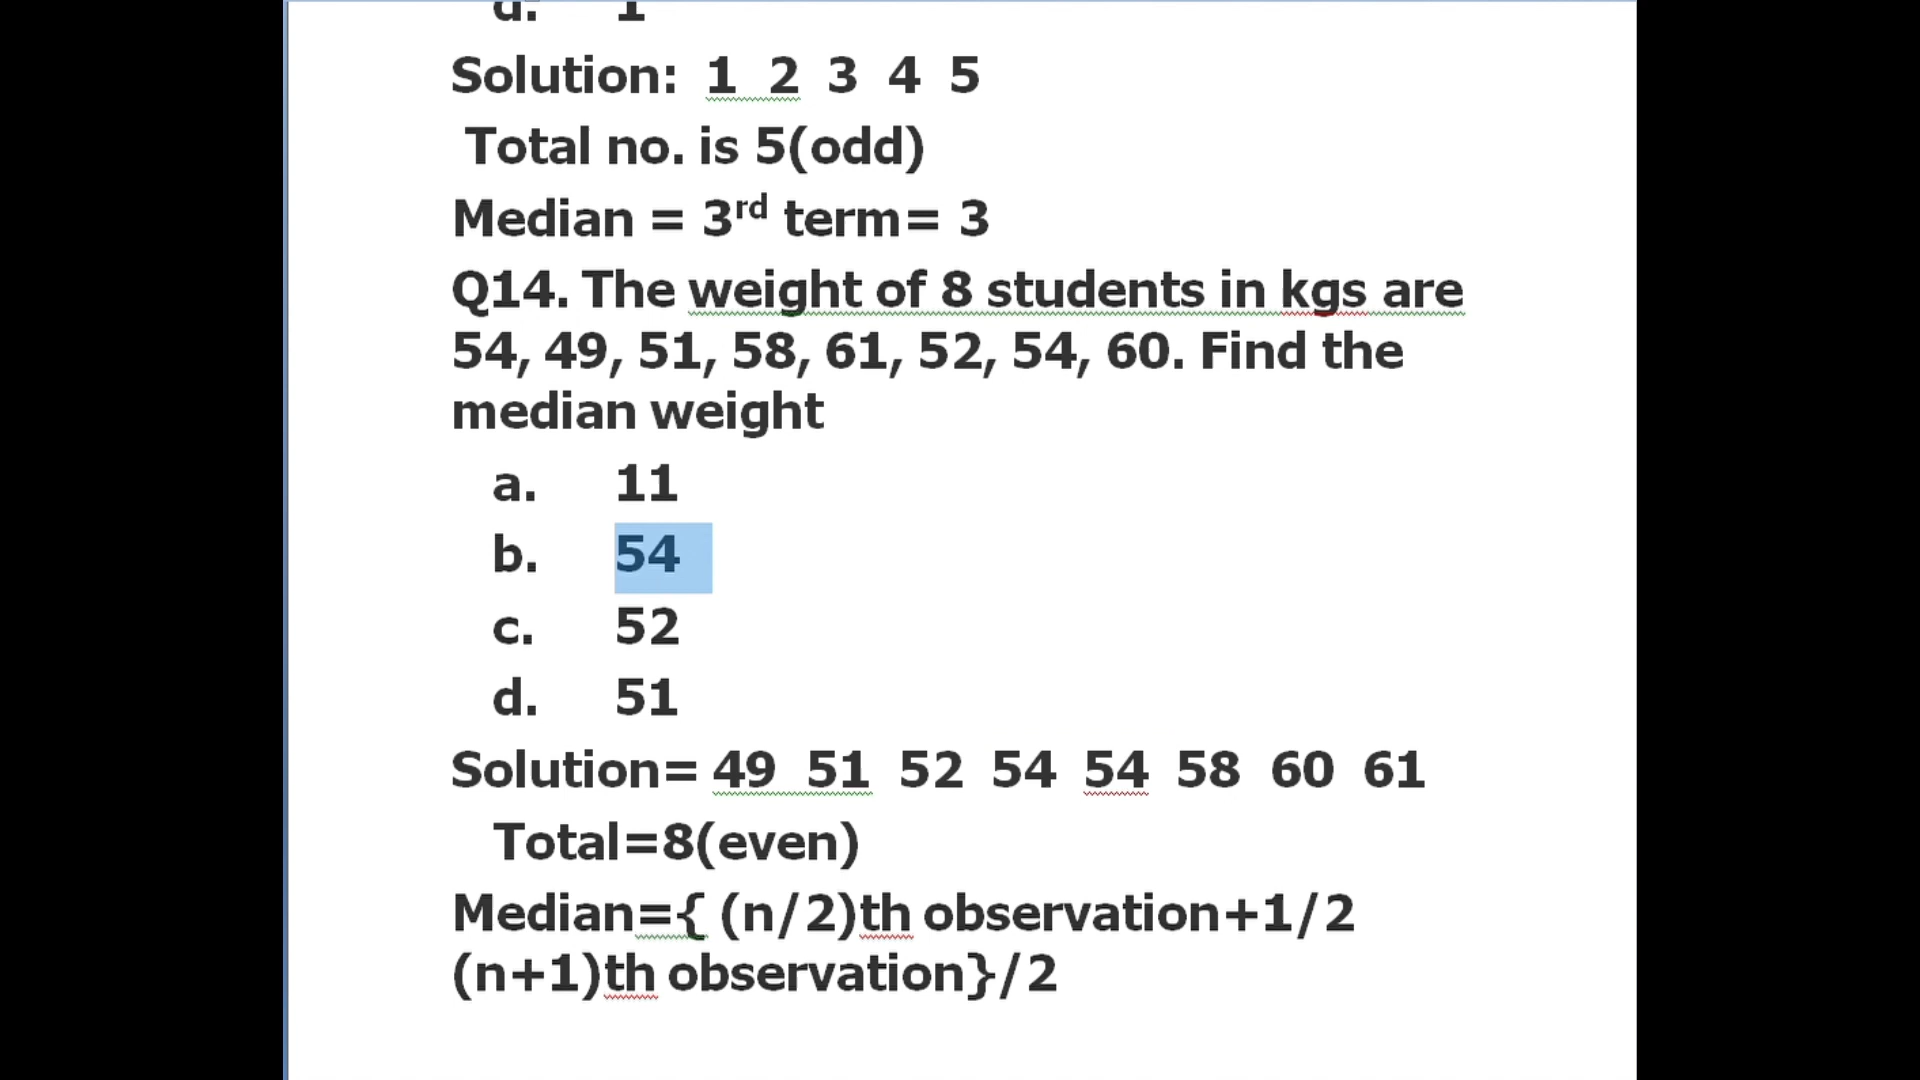 d. 1
Solution: 1 2 3 4 5
Total no. is 5(odd)
Median = 3rd term= 3
Q14. The weight of 8 students in kgs are
54, 49, 51, 58, 61, 52, 54, 60. Find the
median weight
a. 11
b. 54
c. 52
d. 51
Solution= 49 51 52 54 54 58 60 61
Total=8(even)
Median={ (n/2)th observation+1/2
(n+1)th observation}/2